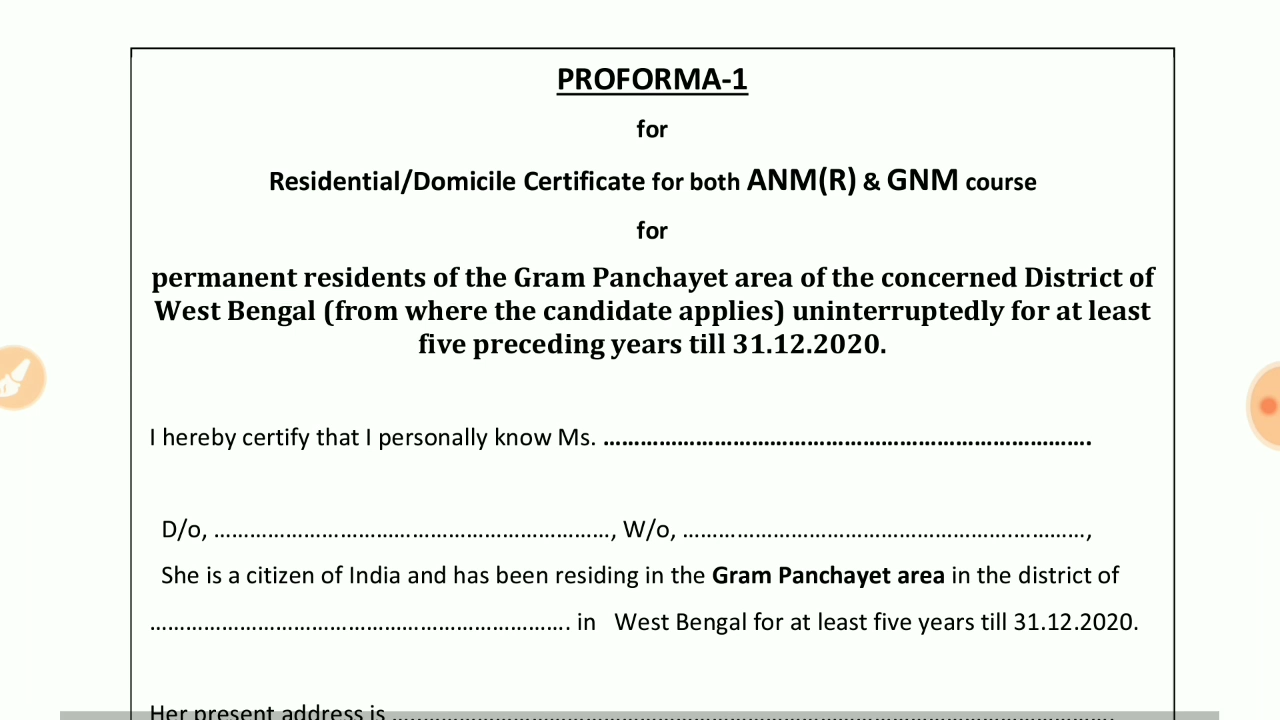 PROFORMA-1
for
Residential/Domicile Certificate for both ANM(R) & GNM course
for
permanent residents of the Gram Panchayet area of the concerned District of
West Bengal (from where the candidate applies) uninterruptedly for at least
five preceding years till 31.12.2020.
I hereby certify that I personally know Ms. ……………………………………………………………………….
D/o, …………………………………………………………, W/o, ……………………………………………….…………,
She is a citizen of India and has been residing in the Gram Panchayet area in the district of
……………………………………………………………. in West Bengal for at least five years till 31.12.2020.
Her present address is ……………………………………………………………………………………………………….